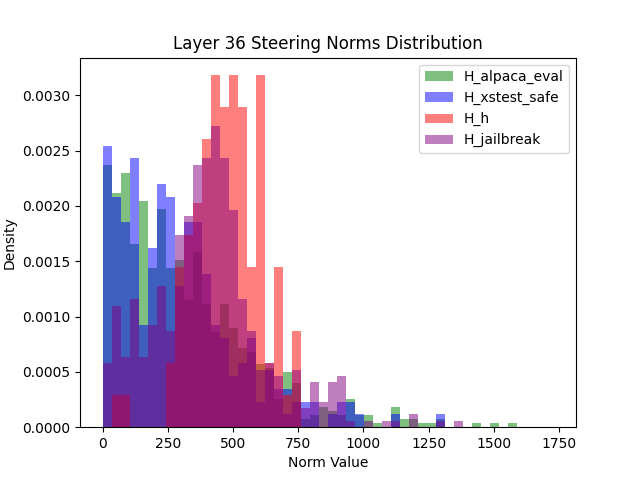 Layer 36 Steering Norms Distribution
H_alpaca_eval
H_xstest_safe
H_h
H_jailbreak
Density
0.0030
0.0025
0.0020
0.0015
0.0010
0.0005
0.0000
0 250 500 750 1000 1250 1500 1750
Norm Value